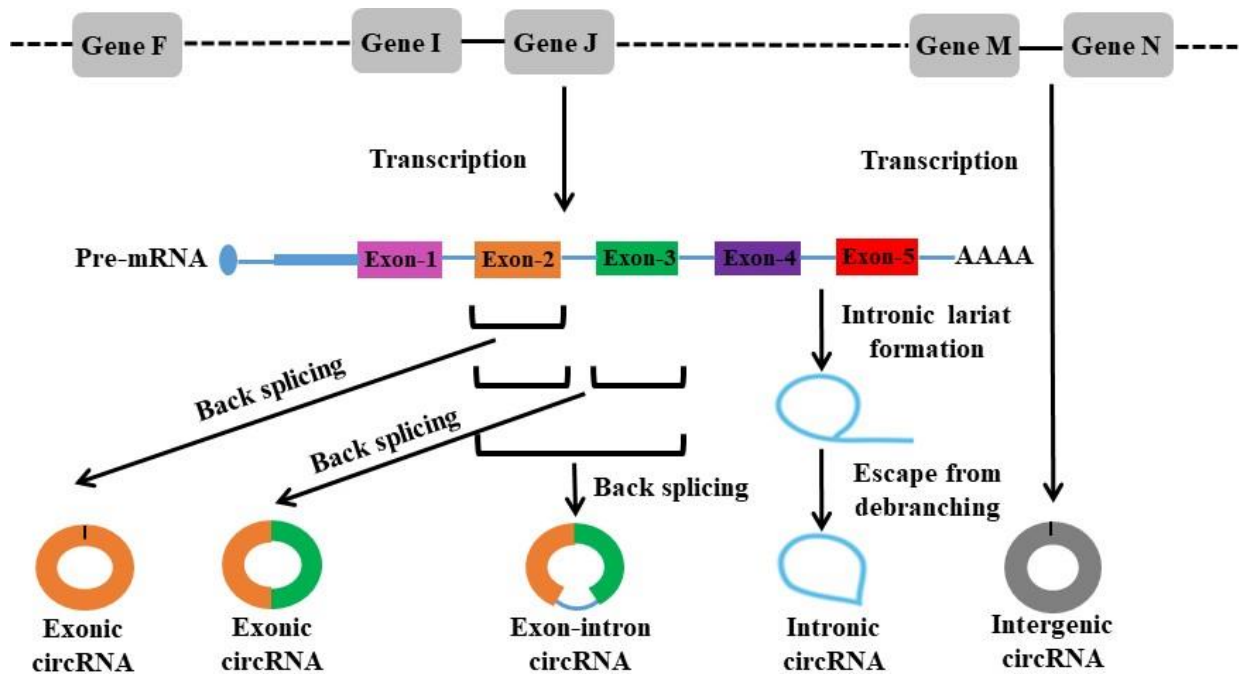 Gene F
Gene I
Gene J
Gene M
Gene N
Transcription
Transcription
Pre-mRNA
Exon-1
Exon-2
Exon-3
Exon-4
Exon-5
AAAA
Intronic lariat
formation
Back splicing
Back splicing
Back splicing
Escape from
debranching
Exonic
circRNA
Exonic
circRNA
Exon-intron
circRNA
Intronic
circRNA
Intergenic
circRNA